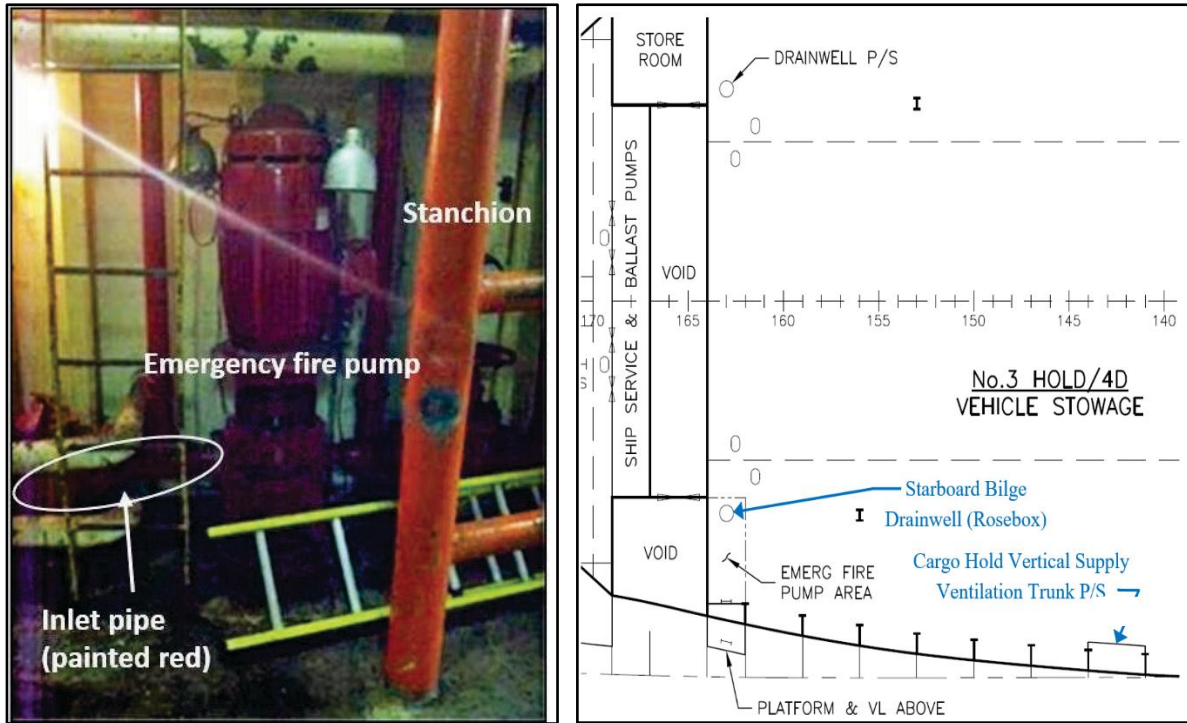 Stanchion
Emergency fire pump
Inlet pipe
(painted red)
STORE
ROOM
DRAINWELL P/S
SHIP SERVICE & BALLAST PUMPS
VOID
170
165
160
155
150
145
140
No.3 HOLD/4D
VEHICLE STOWAGE
Starboard Bilge
Drainwell (Rosebox)
VOID
EMERG FIRE
PUMP AREA
Cargo Hold Vertical Supply
Ventilation Trunk P/S
PLATFORM & VL ABOVE